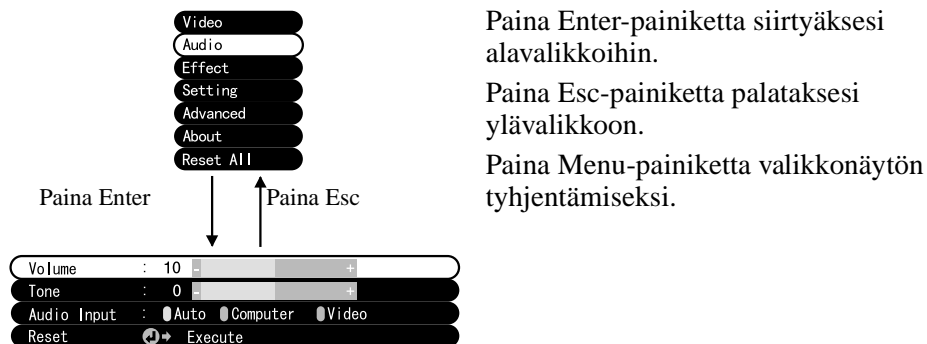 Video
Audio
Effect
Setting
Advanced
About
Reset All
Paina Enter
Paina Esc
Volume : 10 - +
Tone : 0 - +
Audio Input : Auto Computer Video
Reset Execute
Paina Enter-painiketta siirtyäksesi
alavalikkoihin.
Paina Esc-painiketta palataksesi
ylävalikkoon.
Paina Menu-painiketta valikkonäytön
tyhjentämiseksi.